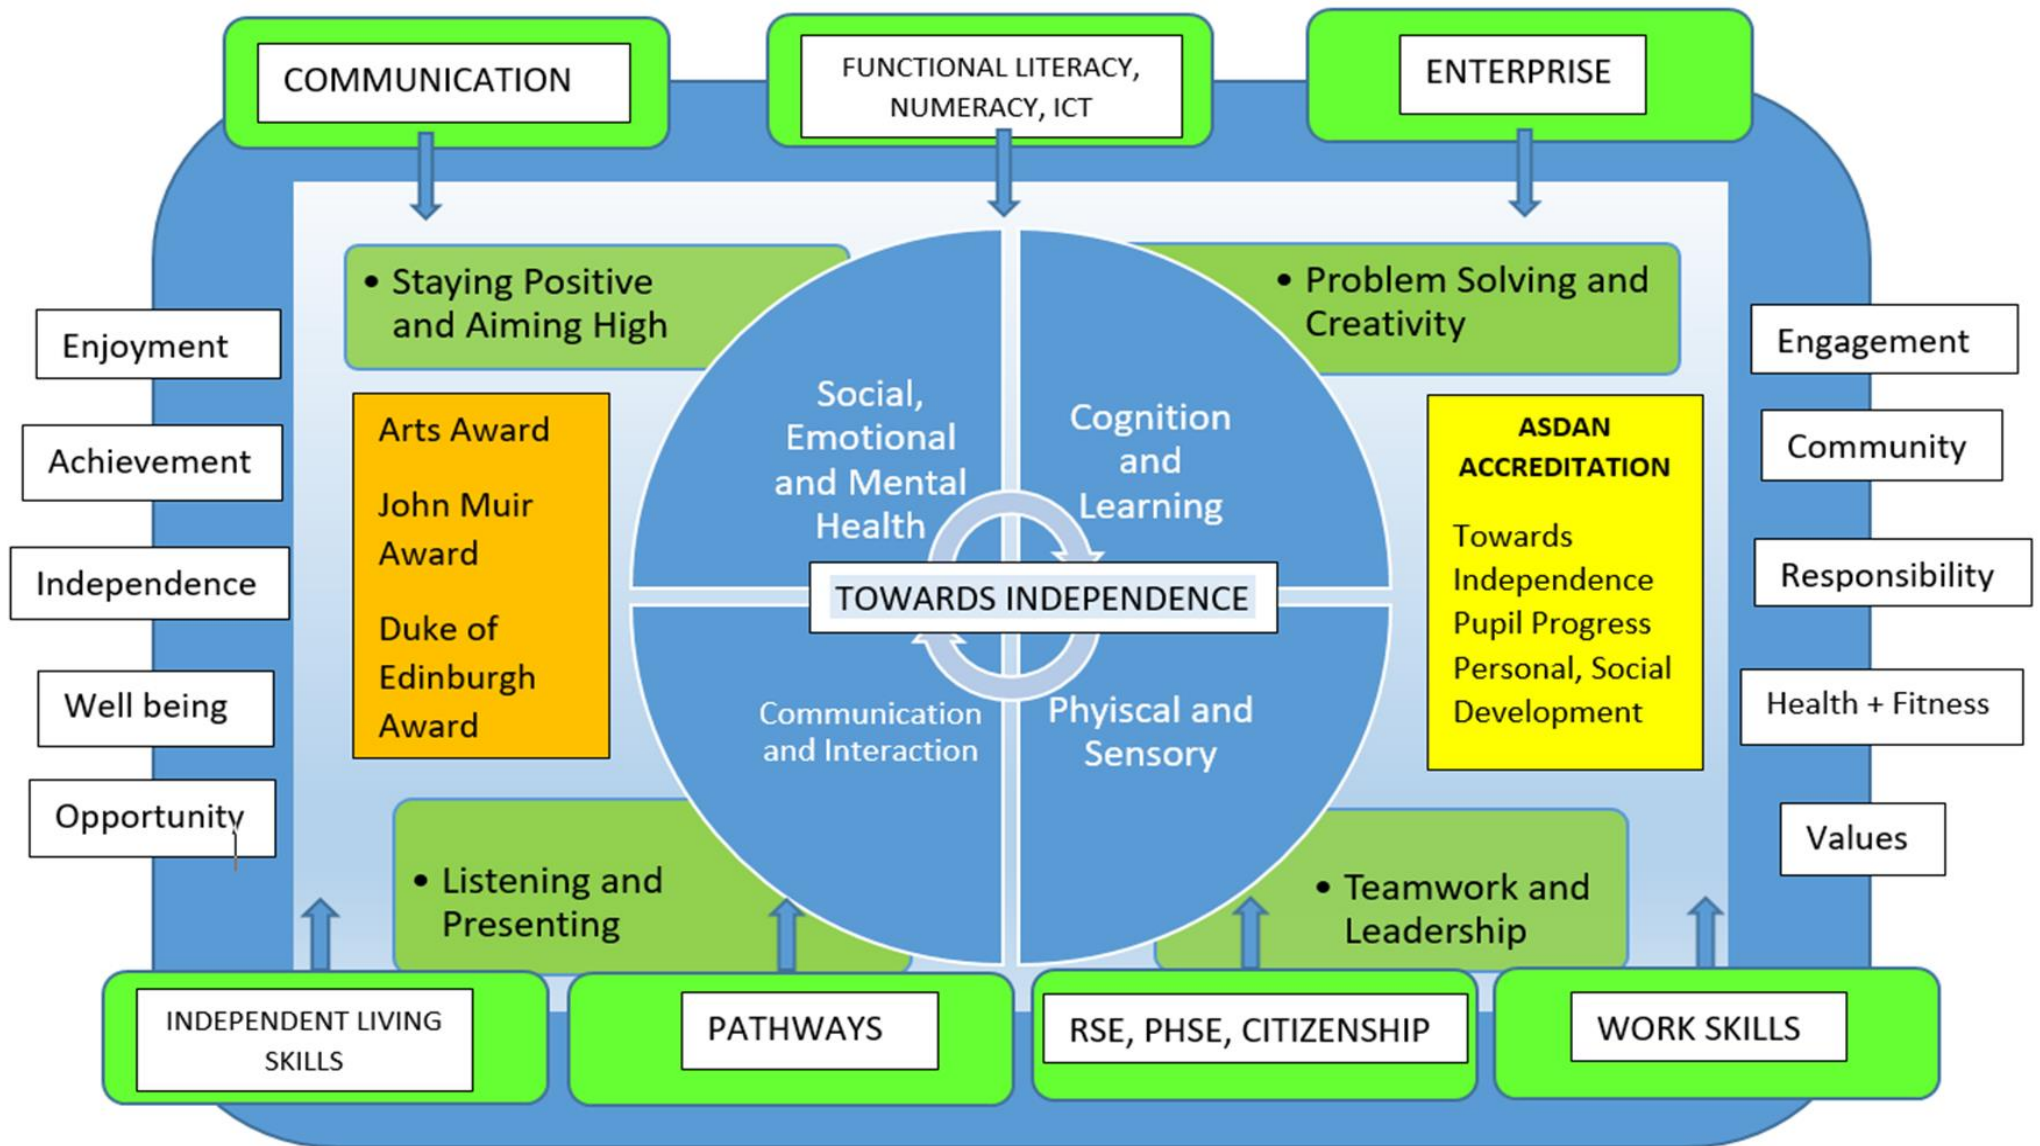 COMMUNICATION
FUNCTIONAL LITERACY,
NUMERACY, ICT
ENTERPRISE
• Staying Positive
and Aiming High
• Problem Solving and
Creativity
Enjoyment
Achievement
Independence
Well being
Opportunity
Arts Award
John Muir
Award
Duke of
Edinburgh
Award
Social,
Emotional
and Mental
Health
Cognition
and
Learning
TOWARDS INDEPENDENCE
Communication
and Interaction
Phyiscal and
Sensory
ASDAN
ACCREDITATION
Towards
Independence
Pupil Progress
Personal, Social
Development
Engagement
Community
Responsibility
Health + Fitness
Values
• Listening and
Presenting
• Teamwork and
Leadership
INDEPENDENT LIVING
SKILLS
PATHWAYS
RSE, PHSE, CITIZENSHIP
WORK SKILLS